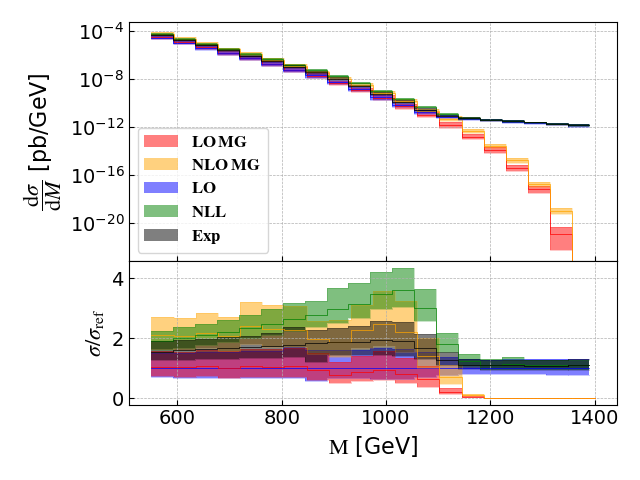 10⁻⁴
10⁻⁸
10⁻¹²
10⁻¹⁶
10⁻²⁰
dσ/dM [pb/GeV]
LO MG
NLO MG
LO
NLL
Exp
4
2
0
σ/σ_ref
600 800 1000 1200 1400
M [GeV]